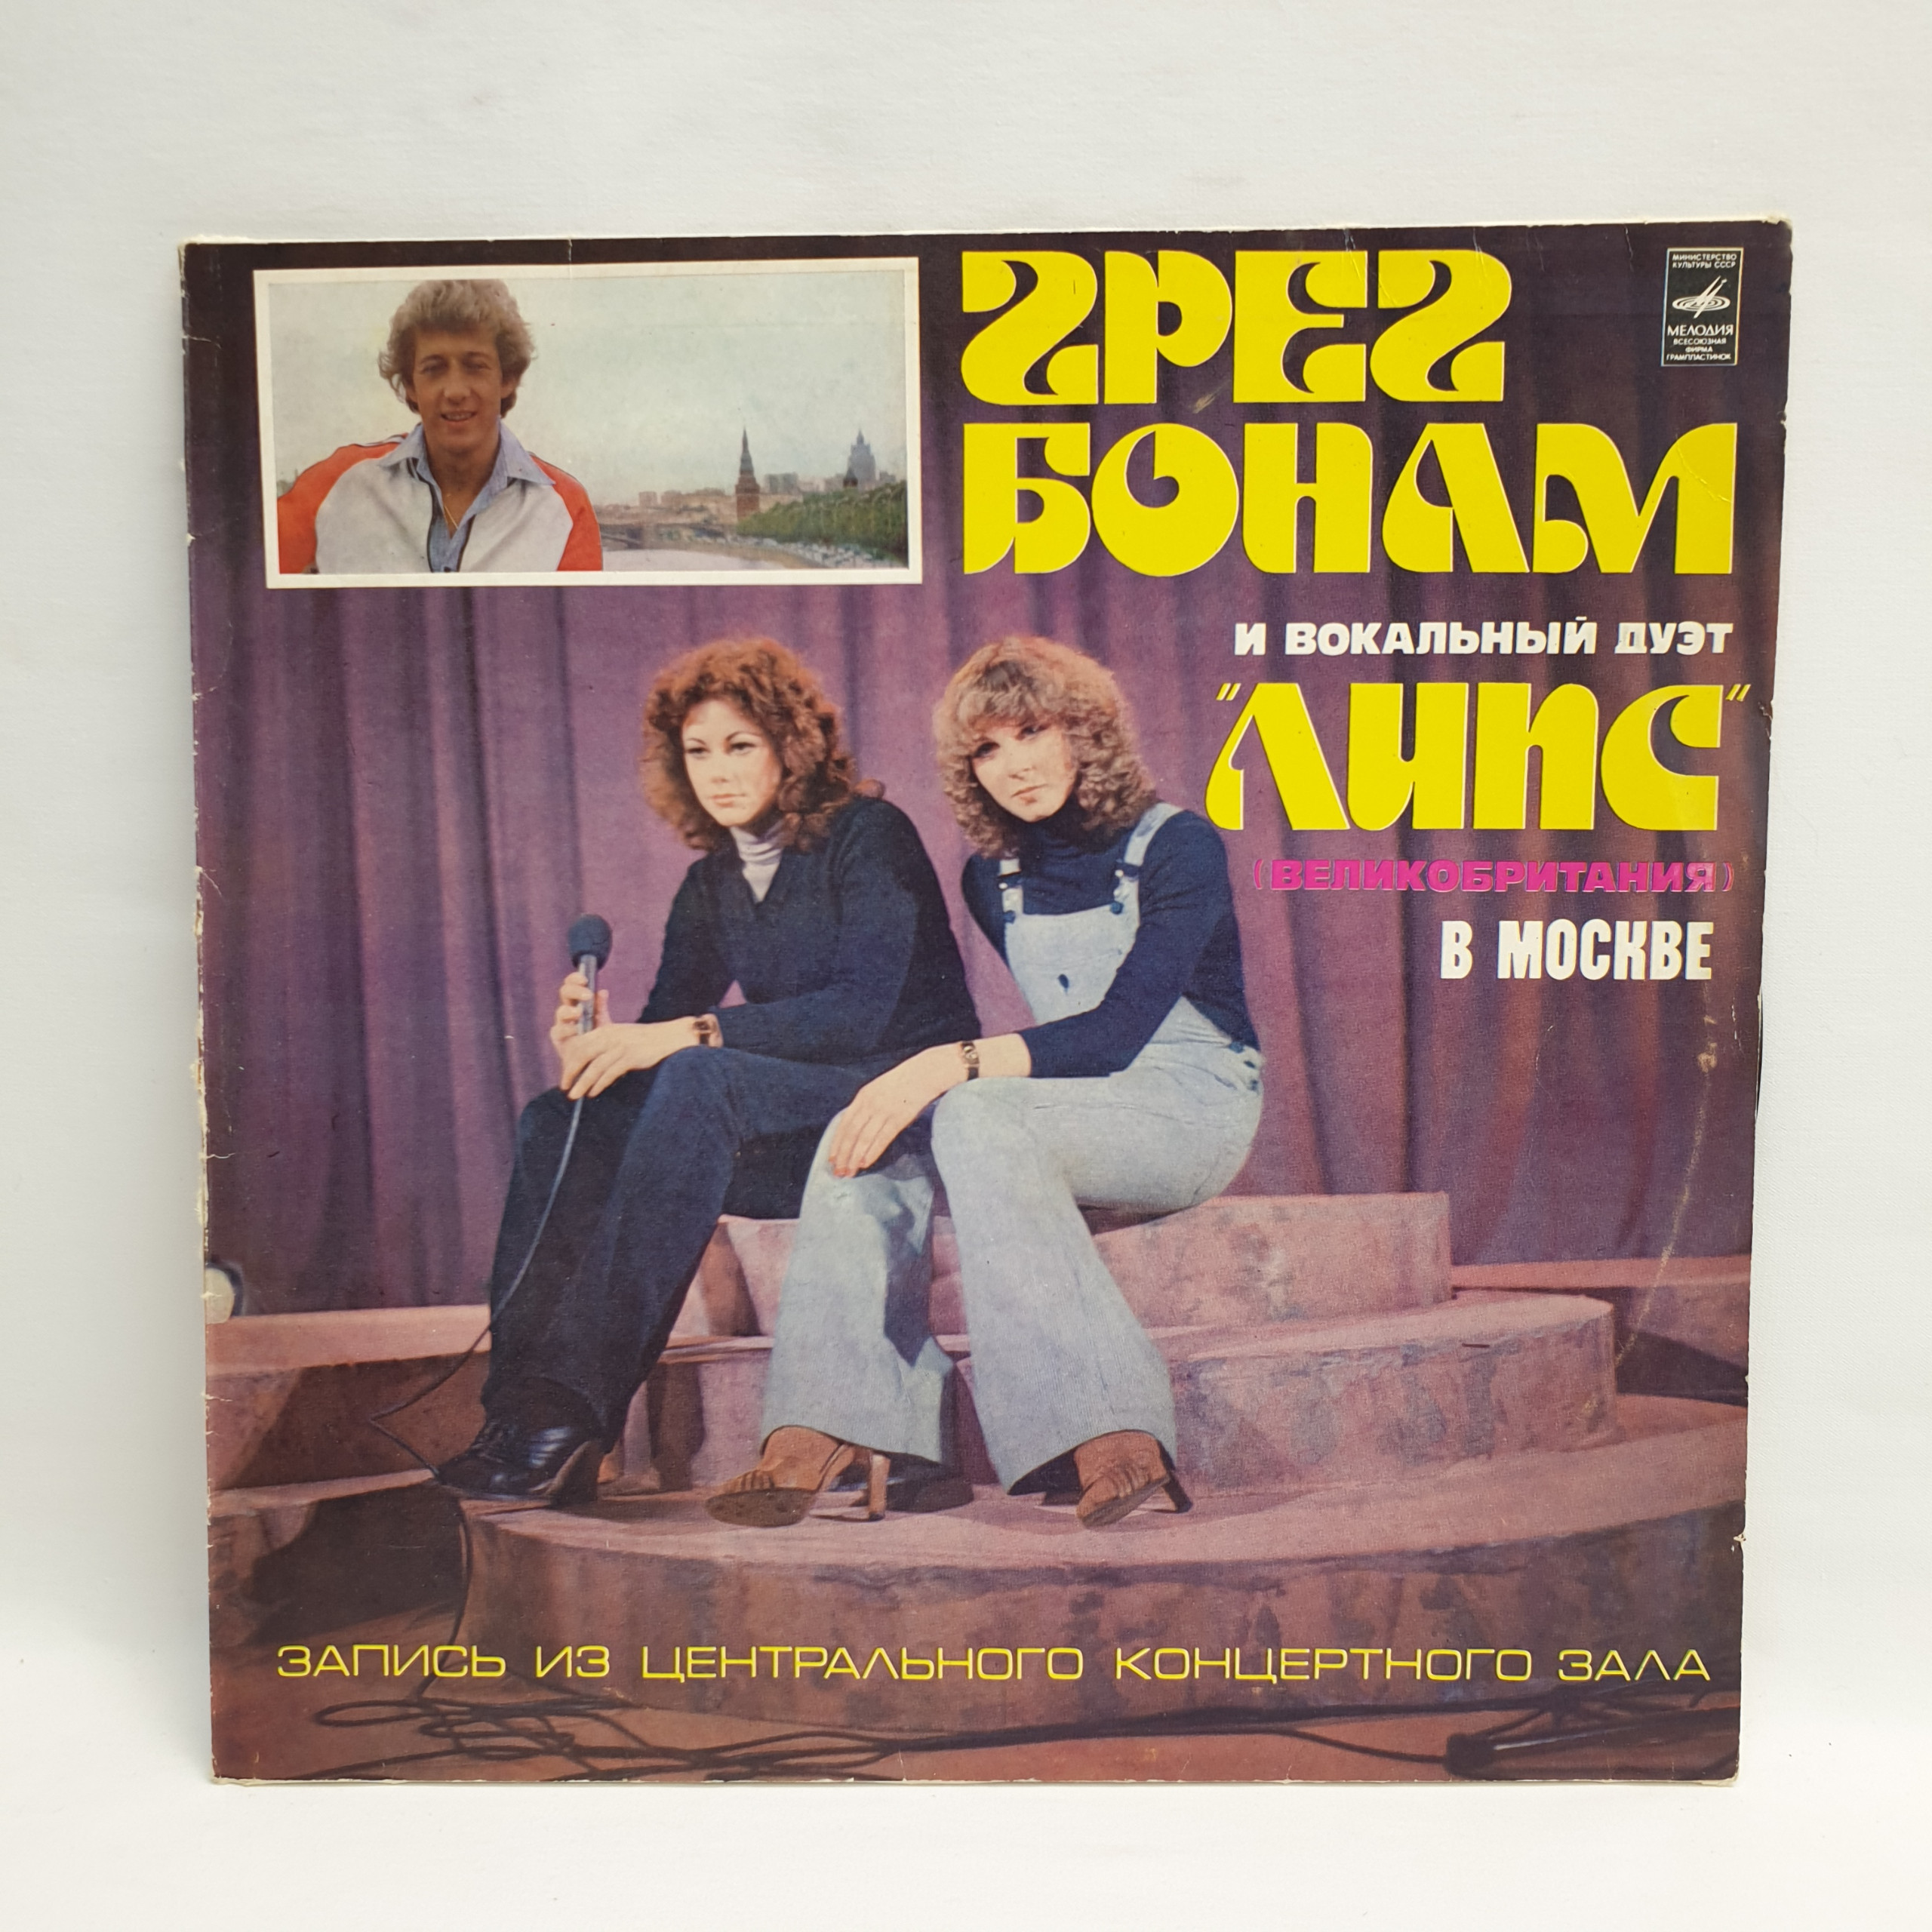 ГРЕГ
БОНАМ
И ВОКАЛЬНЫЙ ДУЭТ
"ЛИПС"
(ВЕЛИКОБРИТАНИЯ)
В МОСКВЕ
МИНИСТЕРСТВО
КУЛЬТУРЫ СССР
МЕЛОДИЯ
ВСЕСОЮЗНАЯ
ФИРМА
ГРАМПЛАСТИНОК
ЗАПИСЬ ИЗ ЦЕНТРАЛЬНОГО КОНЦЕРТНОГО ЗАЛА